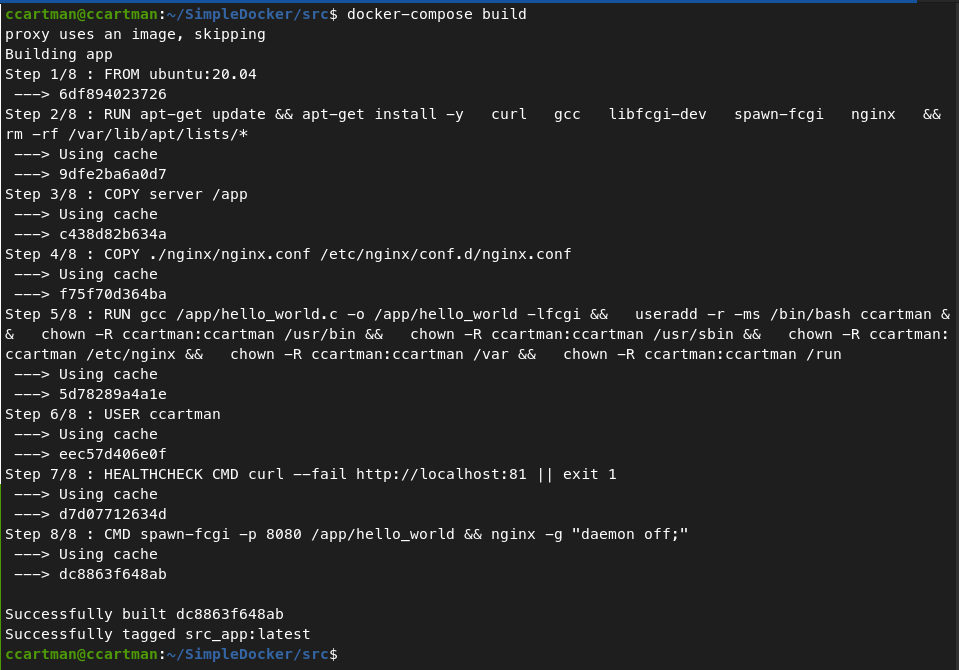 ccartman@ccartman:~/SimpleDocker/src$ docker-compose build
proxy uses an image, skipping
Building app
Step 1/8 : FROM ubuntu:20.04
 ---> 6df894023726
Step 2/8 : RUN apt-get update && apt-get install -y   curl   gcc   libfcgi-dev   spawn-fcgi   nginx   &&
rm -rf /var/lib/apt/lists/*
 ---> Using cache
 ---> 9dfe2ba6a0d7
Step 3/8 : COPY server /app
 ---> Using cache
 ---> c438d82b634a
Step 4/8 : COPY ./nginx/nginx.conf /etc/nginx/conf.d/nginx.conf
 ---> Using cache
 ---> f75f70d364ba
Step 5/8 : RUN gcc /app/hello_world.c -o /app/hello_world -lfcgi &&   useradd -r -ms /bin/bash ccartman &
&   chown -R ccartman:ccartman /usr/bin &&   chown -R ccartman:ccartman /usr/sbin &&   chown -R ccartman:
ccartman /etc/nginx &&   chown -R ccartman:ccartman /var &&   chown -R ccartman:ccartman /run
 ---> Using cache
 ---> 5d78289a4a1e
Step 6/8 : USER ccartman
 ---> Using cache
 ---> eec57d406e0f
Step 7/8 : HEALTHCHECK CMD curl --fail http://localhost:81 || exit 1
 ---> Using cache
 ---> d7d07712634d
Step 8/8 : CMD spawn-fcgi -p 8080 /app/hello_world && nginx -g "daemon off;"
 ---> Using cache
 ---> dc8863f648ab

Successfully built dc8863f648ab
Successfully tagged src_app:latest
ccartman@ccartman:~/SimpleDocker/src$